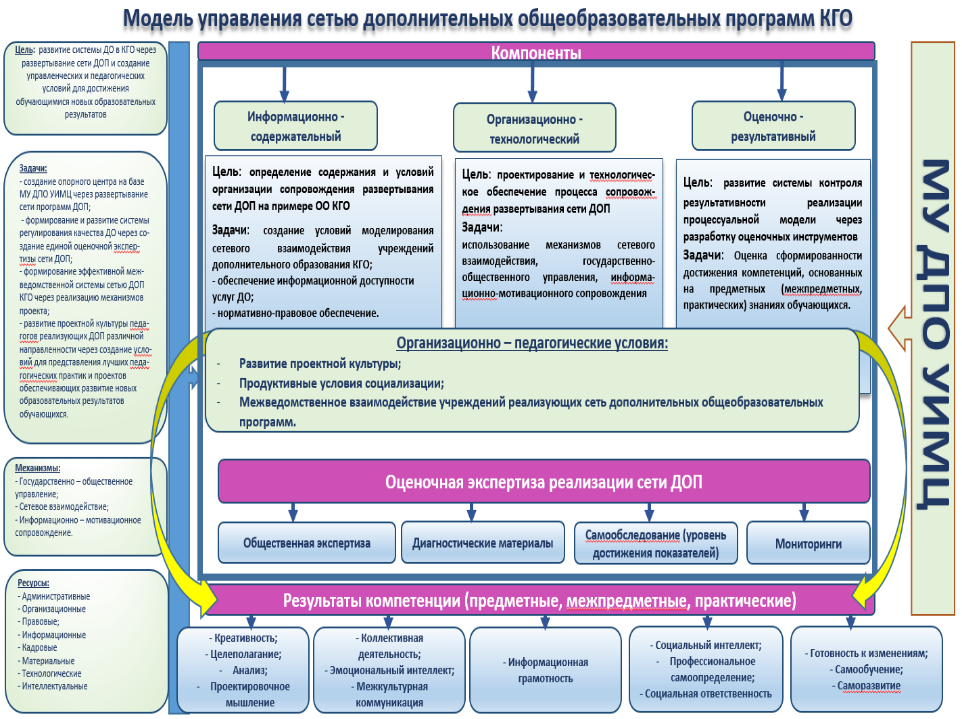 Модель управления сетью дополнительных общеобразовательных программ КГО
Цель: развитие системы ДО в КГО через
развертывание сети ДОП и создание
управленческих и педагогических
условий для достижения
обучающимися новых образовательных
результатов
Задачи:
- создание опорного центра на базе
МУ ДПО УИМЦ через развертывание
сети программ ДОП;
- формирование и развитие системы
регулирования качества ДО через со-
здание единой оценочной экспер-
тизы сети ДОП;
- формирование эффективной меж-
ведомственной системы сетью ДОП
КГО через реализацию механизмов
проекта;
- развитие проектной культуры педа-
гогов реализующих ДОП различной
направленности через создание усло-
вий для представления лучших педа-
гогических практик и проектов
обеспечивающих развитие новых
образовательных результатов
обучающихся.
Механизмы:
- Государственно – общественное
управление;
- Сетевое взаимодействие;
- Информационно – мотивационное
сопровождение.
Ресурсы:
- Административные
- Организационные
- Правовые;
- Информационные
- Кадровые
- Материальные
- Технологические
- Интеллектуальные
Компоненты
Информационно -
содержательный
Цель: определение содержания и условий
организации сопровождения развертывания
сети ДОП на примере ОО КГО
Задачи: создание условий моделирования
сетевого взаимодействия учреждений
дополнительного образования КГО;
- обеспечение информационной доступности
услуг ДО;
- нормативно-правовое обеспечение.
Организационно -
технологический
Цель: проектирование и технологичес-
кое обеспечение процесса сопровож-
дения развертывания сети ДОП
Задачи:
использование механизмов сетевого
взаимодействия, государственно-
общественного управления, информа-
ционно-мотивационного сопровождения
Оценочно -
результативный
Цель: развитие системы контроля
результативности реализации
процессуальной модели через
разработку оценочных инструментов
Задачи: Оценка сформированности
достижения компетенций, основанных
на предметных (межпредметных,
практических) знаниях обучающихся.
Организационно – педагогические условия:
- Развитие проектной культуры;
- Продуктивные условия социализации;
- Межведомственное взаимодействие учреждений реализующих сеть дополнительных общеобразовательных
программ.
Оценочная экспертиза реализации сети ДОП
Общественная экспертиза
Диагностические материалы
Самообследование (уровень
достижения показателей)
Мониторинги
Результаты компетенции (предметные, межпредметные, практические)
- Креативность;
- Целеполагание;
- Анализ;
- Проектировочное
мышление
- Коллективная
деятельность;
- Эмоциональный интеллект;
- Межкультурная
коммуникация
- Информационная
грамотность
- Социальный интеллект;
- Профессиональное
самоопределение;
- Социальная ответственность
- Готовность к изменениям;
- Самообучение;
- Саморазвитие
МУ ДПО УИМЦ